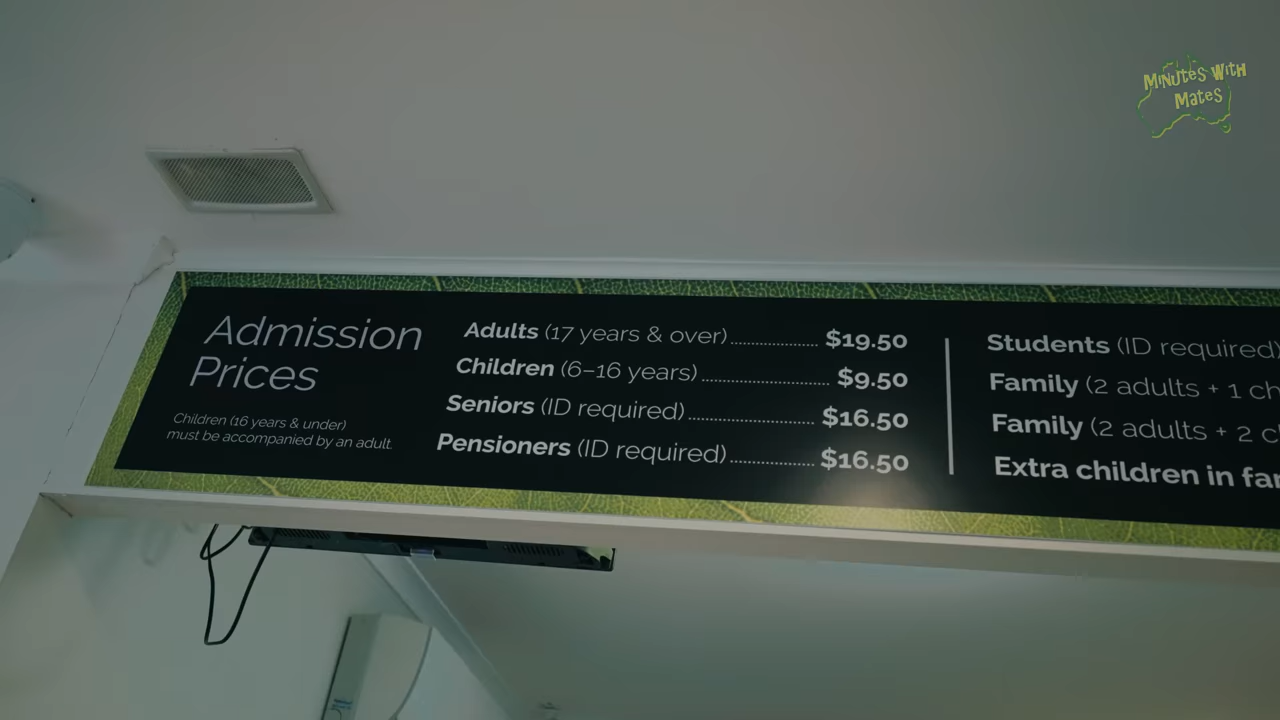 MiNUteS WitH
MateS
Admission
Prices
Children (16 years & under)
must be accompanied by an adult.
Adults (17 years & over) $19.50
Children (6–16 years) $9.50
Seniors (ID required) $16.50
Pensioners (ID required) $16.50
Students (ID required)
Family (2 adults + 1 ch
Family (2 adults + 2 c
Extra children in fa